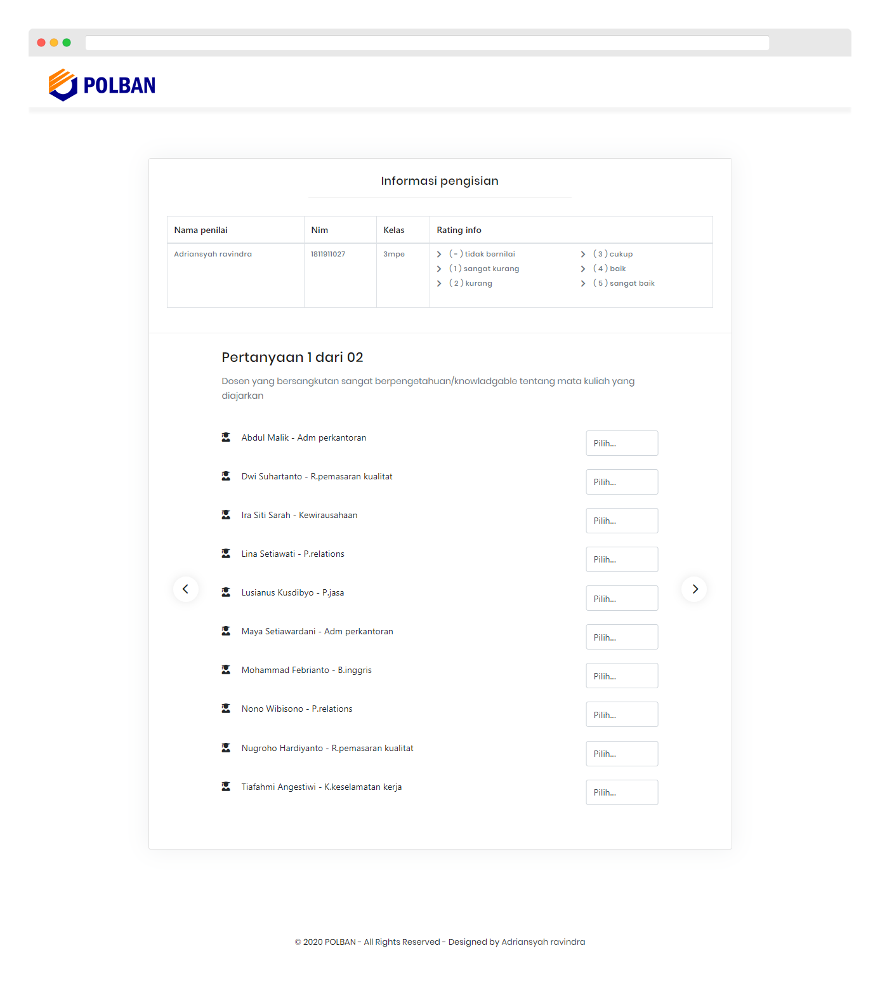 POLBAN
Informasi pengisian
Nama penilai Nim Kelas Rating info
Adriansyah ravindra 1811911027 3mpe ( - ) tidak bernilai ( 3 ) cukup
( 1 ) sangat kurang ( 4 ) baik
( 2 ) kurang ( 5 ) sangat baik
Pertanyaan 1 dari 02
Dosen yang bersangkutan sangat berpengetahuan/knowladgable tentang mata kuliah yang
diajarkan
Abdul Malik - Adm perkantoran Pilih...
Dwi Suhartanto - R.pemasaran kualitat Pilih...
Ira Siti Sarah - Kewirausahaan Pilih...
Lina Setiawati - P.relations Pilih...
Lusianus Kusdibyo - P.jasa Pilih...
Maya Setiawardani - Adm perkantoran Pilih...
Mohammad Febrianto - B.inggris Pilih...
Nono Wibisono - P.relations Pilih...
Nugroho Hardiyanto - R.pemasaran kualitat Pilih...
Tiafahmi Angestiwi - K.keselamatan kerja Pilih...
© 2020 POLBAN - All Rights Reserved - Designed by Adriansyah ravindra